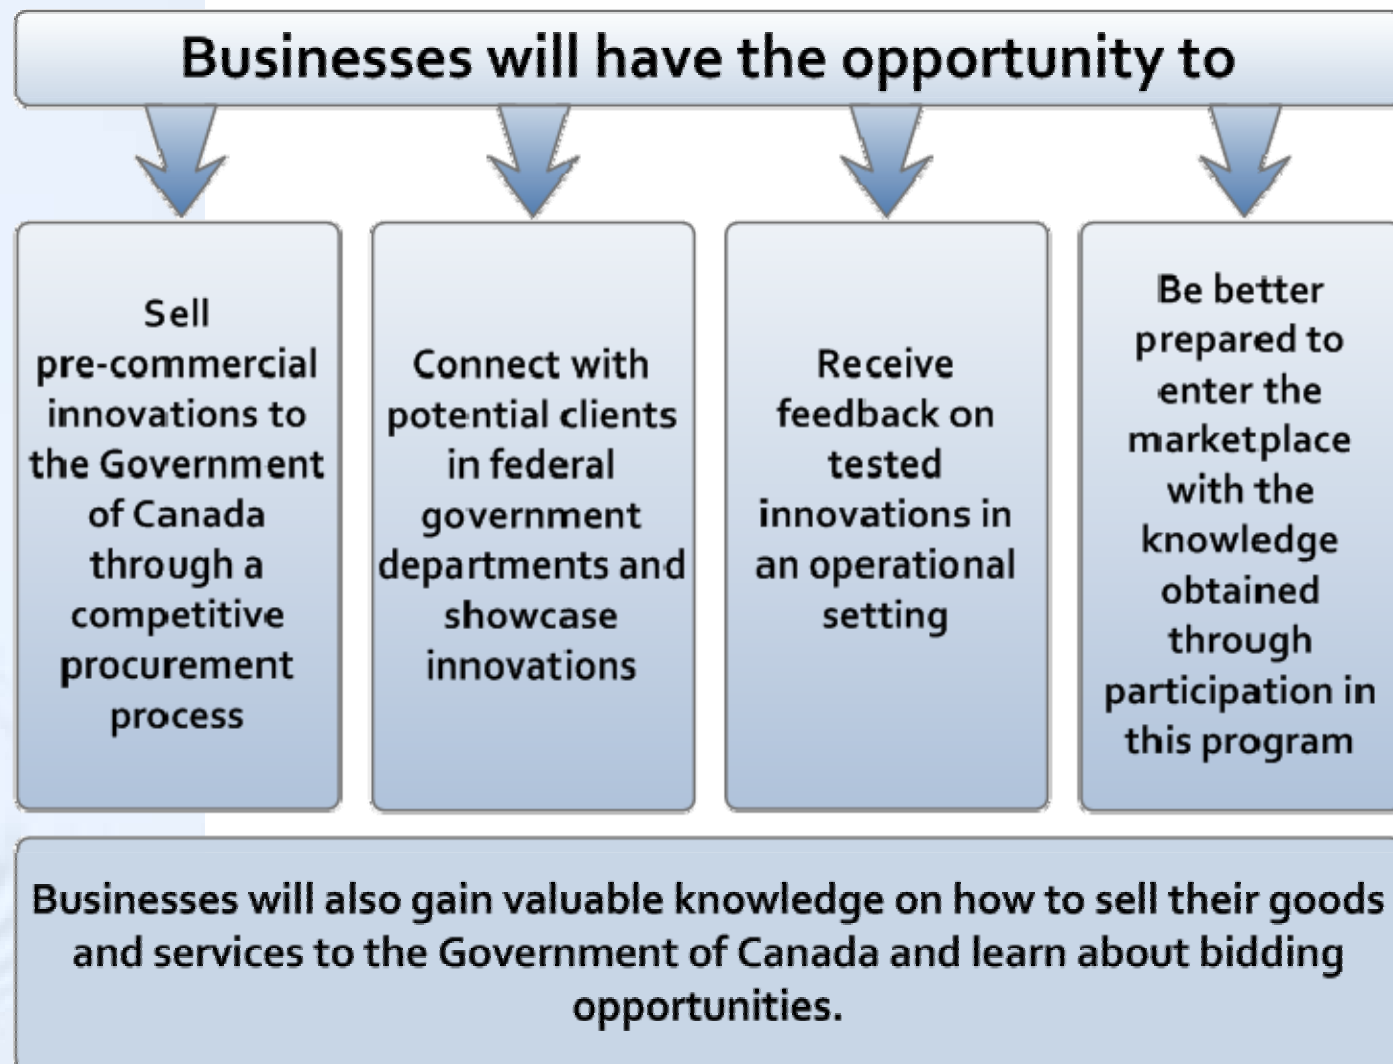 Businesses will have the opportunity to
Sell
pre-commercial
innovations to
the Government
of Canada
through a
competitive
procurement
process
Connect with
potential clients
in federal
government
departments and
showcase
innovations
Receive
feedback on
tested
innovations in
an operational
setting
Be better
prepared to
enter the
marketplace
with the
knowledge
obtained
through
participation in
this program
Businesses will also gain valuable knowledge on how to sell their goods
and services to the Government of Canada and learn about bidding
opportunities.